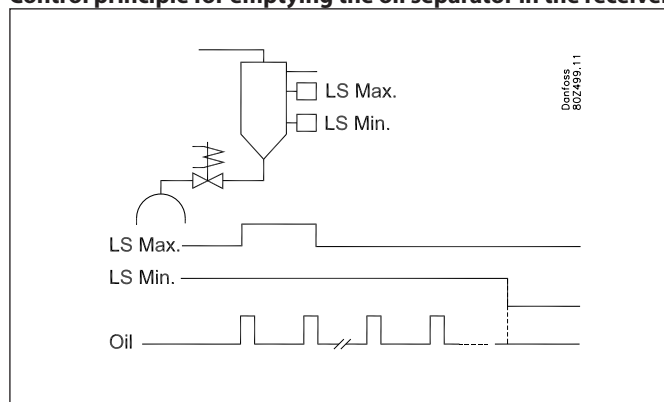 Control principle for emptying the oil separator in the receiver
Danfoss
80Z499.11
LS Max.
LS Min.
LS Max.
LS Min.
Oil